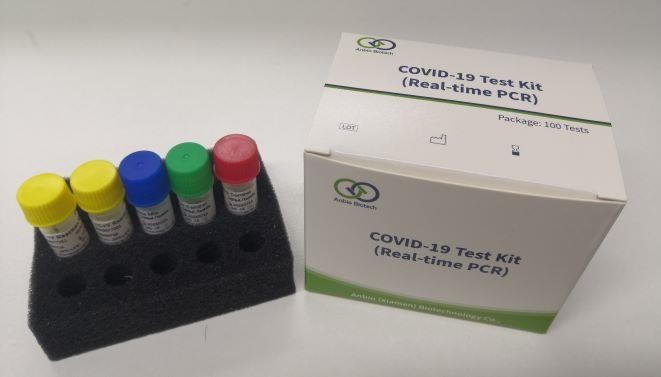 Anbio Biotech
COVID-19 Test Kit
(Real-time PCR)
Package: 100 Tests
LOT
Anbio Biotech
COVID-19 Test Kit
(Real-time PCR)
Anbio (Xiamen) Biotechnology Co.,